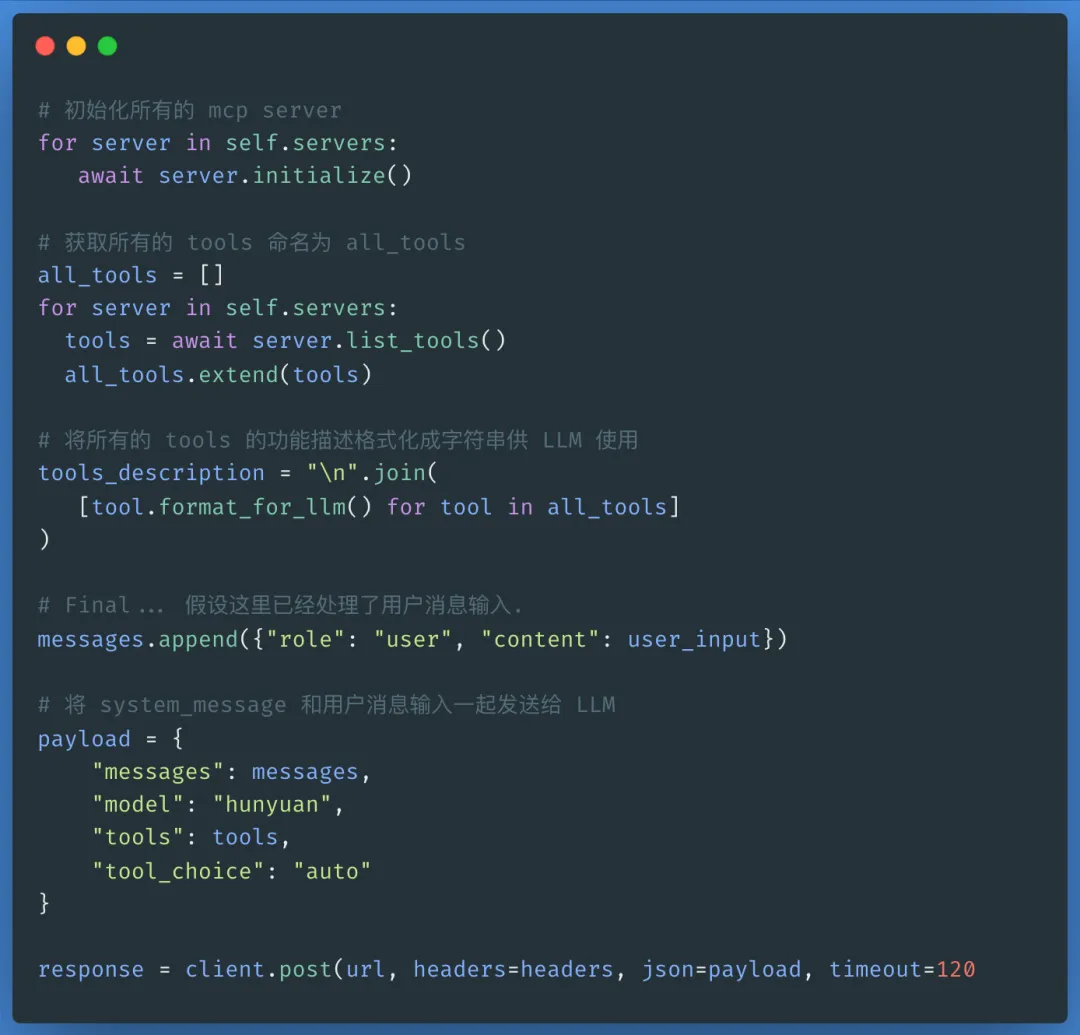 # 初始化所有的 mcp server
for server in self.servers:
   await server.initialize()
# 获取所有的 tools 命名为 all_tools
all_tools = []
for server in self.servers:
  tools = await server.list_tools()
  all_tools.extend(tools)
# 将所有的 tools 的功能描述格式化成字符串供 LLM 使用
tools_description = "\n".join(
   [tool.format_for_llm() for tool in all_tools]
)
# Final... 假设这里已经处理了用户消息输入.
messages.append({"role": "user", "content": user_input})
# 将 system_message 和用户消息输入一起发送给 LLM
payload = {
    "messages": messages,
    "model": "hunyuan",
    "tools": tools,
    "tool_choice": "auto"
}
response = client.post(url, headers=headers, json=payload, timeout=120